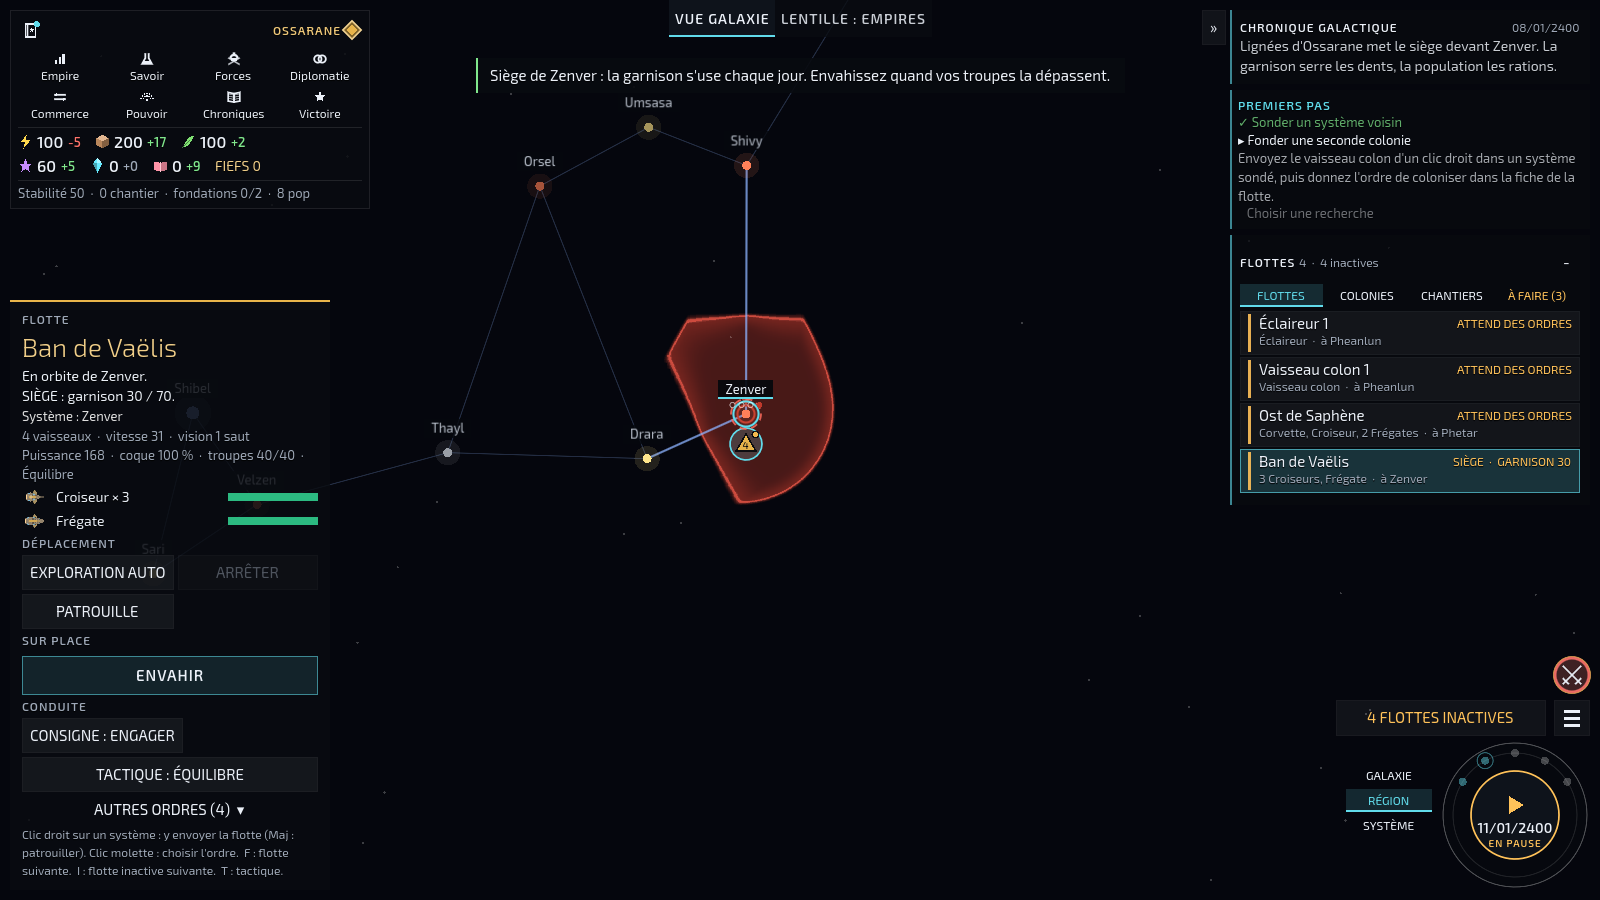 OSSARANE
Empire
Savoir
Forces
Diplomatie
Commerce
Pouvoir
Chroniques
Victoire
100 -5
200 +17
100 +2
60 +5
0 +0
0 +9
FIEFS 0
Stabilité 50 · 0 chantier · fondations 0/2 · 8 pop
VUE GALAXIE
LENTILLE : EMPIRES
Siège de Zenver : la garnison s'use chaque jour. Envahissez quand vos troupes la dépassent.
»
CHRONIQUE GALACTIQUE
08/01/2400
Lignées d'Ossarane met le siège devant Zenver. La
garnison serre les dents, la population les rations.
PREMIERS PAS
✓ Sonder un système voisin
▸ Fonder une seconde colonie
Envoyez le vaisseau colon d'un clic droit dans un système
sondé, puis donnez l'ordre de coloniser dans la fiche de la
flotte.
Choisir une recherche
FLOTTES 4 · 4 inactives
-
FLOTTES
COLONIES
CHANTIERS
À FAIRE (3)
Éclaireur 1
ATTEND DES ORDRES
Éclaireur · à Pheanlun
Vaisseau colon 1
ATTEND DES ORDRES
Vaisseau colon · à Pheanlun
Ost de Saphène
ATTEND DES ORDRES
Corvette, Croiseur, 2 Frégates · à Phetar
Ban de Vaëlis
SIÈGE · GARNISON 30
3 Croiseurs, Frégate · à Zenver
Umsasa
Shivy
Orsel
Zenver
4
Thayl
Drara
Shibel
Velzen
Sari
FLOTTE
Ban de Vaëlis
En orbite de Zenver.
SIÈGE : garnison 30 / 70.
Système : Zenver
4 vaisseaux · vitesse 31 · vision 1 saut
Puissance 168 · coque 100 % · troupes 40/40 ·
Équilibre
Croiseur × 3
Frégate
DÉPLACEMENT
EXPLORATION AUTO
ARRÊTER
PATROUILLE
SUR PLACE
ENVAHIR
CONDUITE
CONSIGNE : ENGAGER
TACTIQUE : ÉQUILIBRE
AUTRES ORDRES (4) ▾
Clic droit sur un système : y envoyer la flotte (Maj :
patrouiller). Clic molette : choisir l'ordre. F : flotte
suivante. I : flotte inactive suivante. T : tactique.
4 FLOTTES INACTIVES
GALAXIE
RÉGION
SYSTÈME
11/01/2400
EN PAUSE